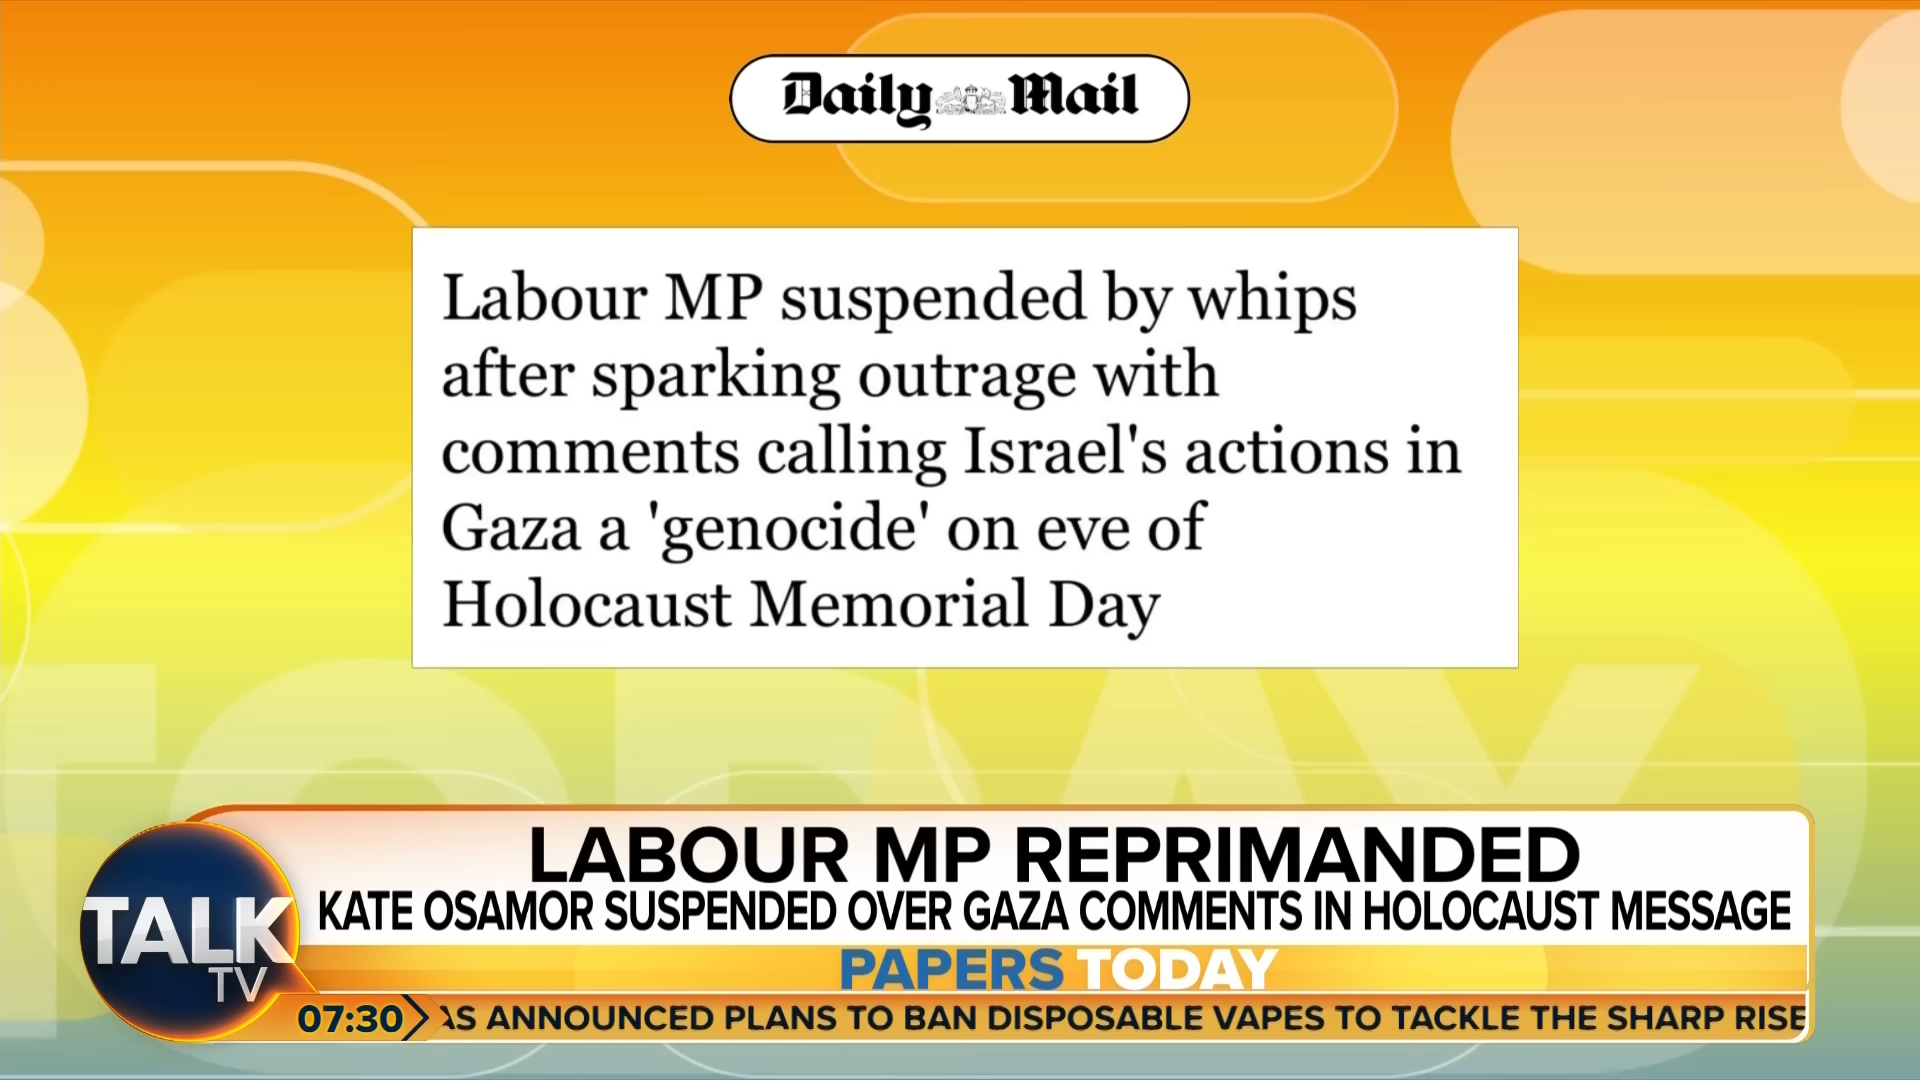 Daily Mail
Labour MP suspended by whips
after sparking outrage with
comments calling Israel's actions in
Gaza a 'genocide' on eve of
Holocaust Memorial Day
TODAY
LABOUR MP REPRIMANDED
KATE OSAMOR SUSPENDED OVER GAZA COMMENTS IN HOLOCAUST MESSAGE
TALK
TV
PAPERS TODAY
07:30
AS ANNOUNCED PLANS TO BAN DISPOSABLE VAPES TO TACKLE THE SHARP RISE